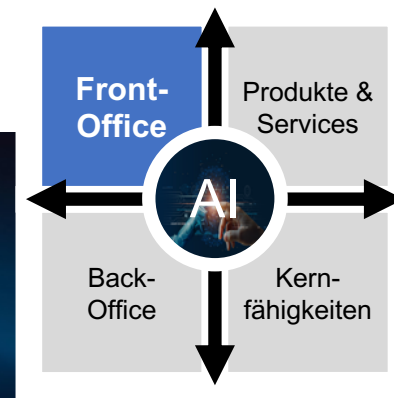 Front-
Office
Produkte &
Services
AI
Back-
Office
Kern-
fähigkeiten